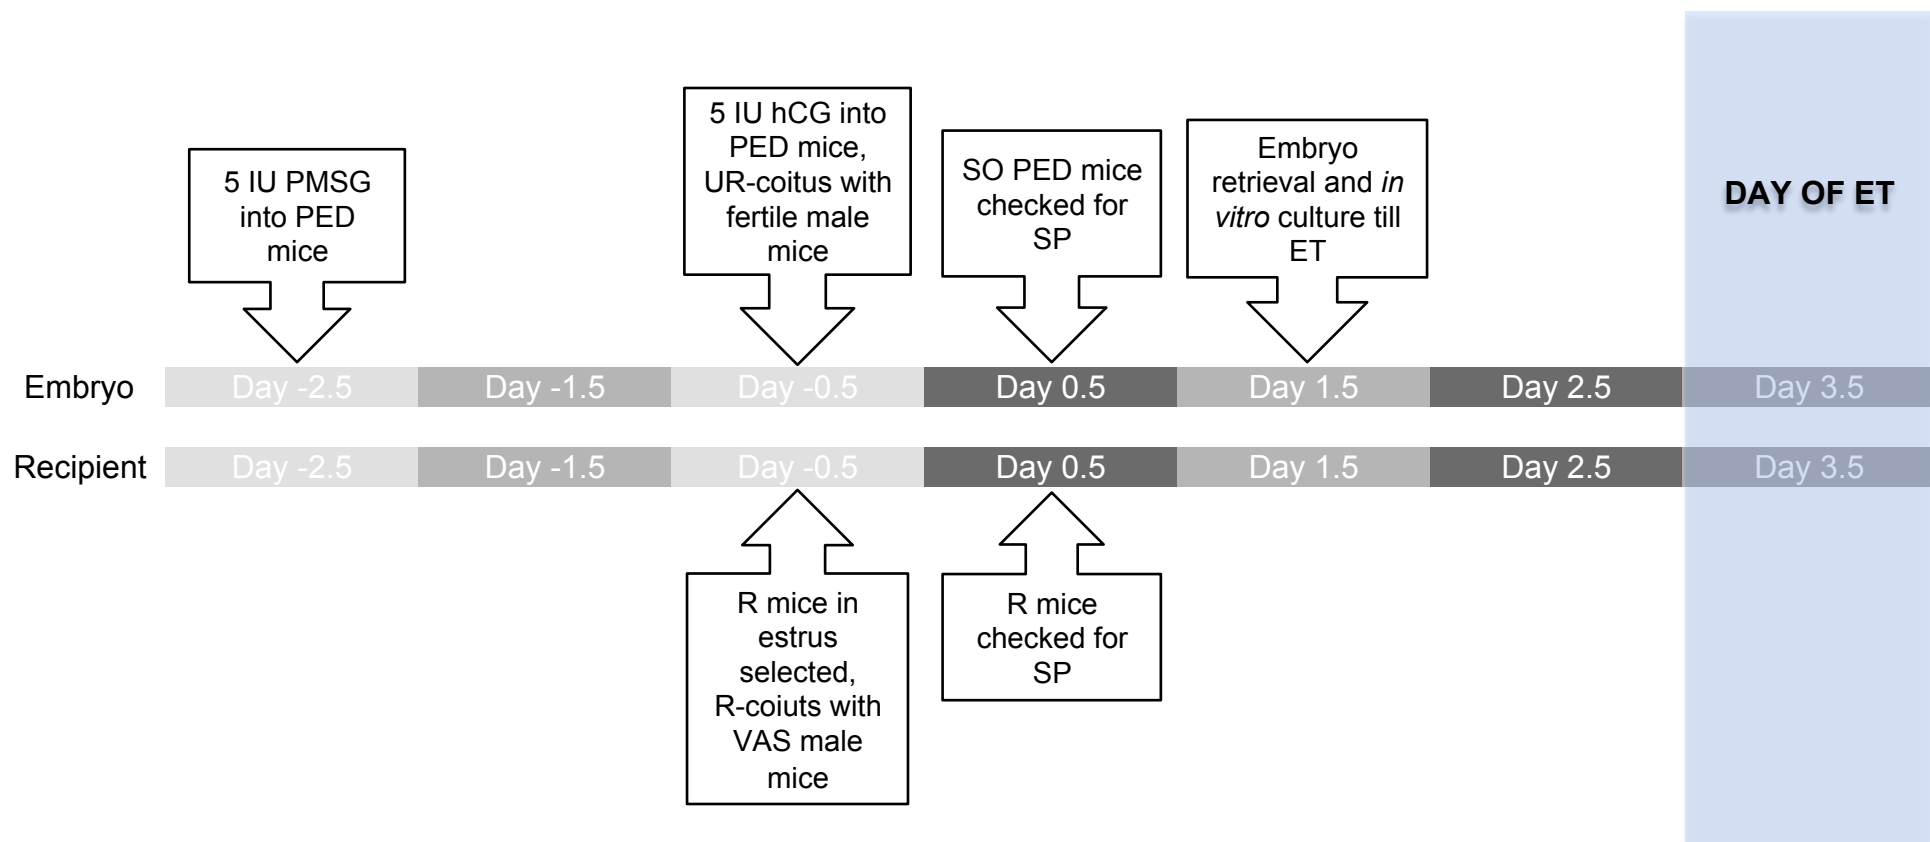 5 IU PMSG
into PED
mice
5 IU hCG into
PED mice,
UR-coitus with
fertile male
mice
SO PED mice
checked for
SP
Embryo
retrieval and in
vitro culture till
ET
DAY OF ET
Embryo Day -2.5 Day -1.5 Day -0.5 Day 0.5 Day 1.5 Day 2.5 Day 3.5
Recipient Day -2.5 Day -1.5 Day -0.5 Day 0.5 Day 1.5 Day 2.5 Day 3.5
R mice in
estrus
selected,
R-coiuts with
VAS male
mice
R mice
checked for
SP